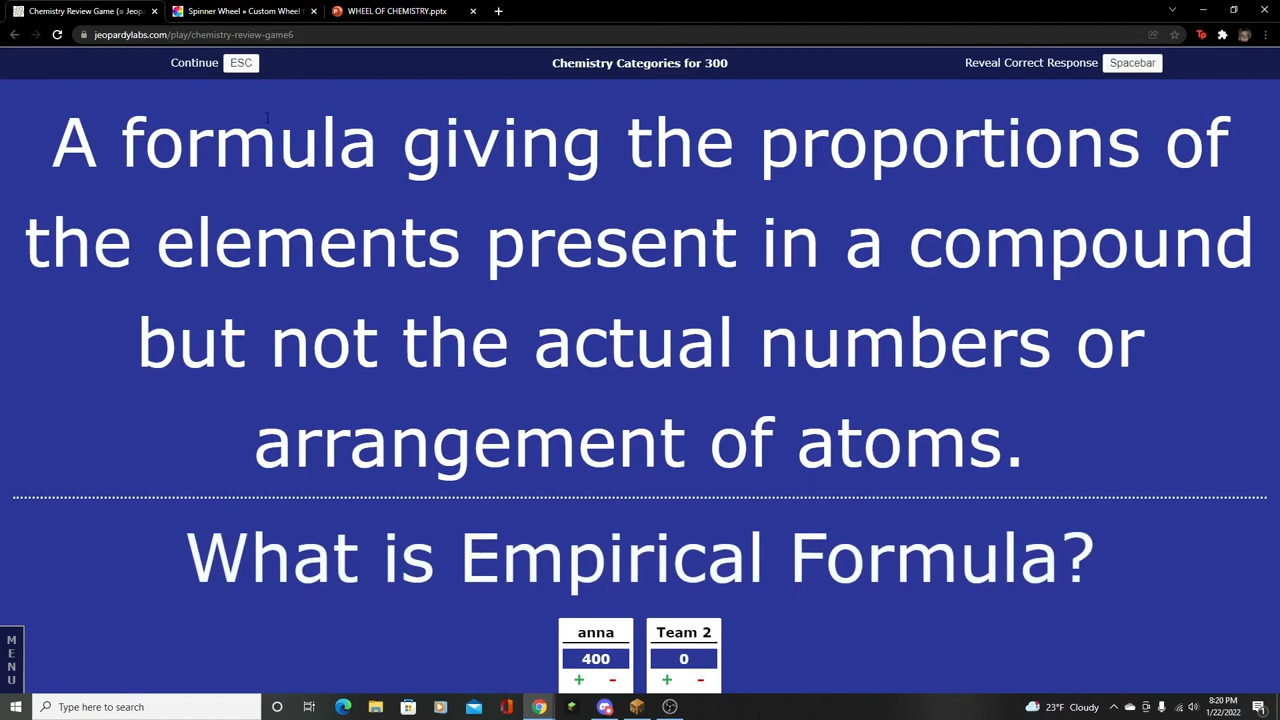 Chemistry Review Game (= Jeop
Spinner Wheel » Custom Wheel
WHEEL OF CHEMISTRY.pptx
jeopardylabs.com/play/chemistry-review-game6
Continue ESC
Chemistry Categories for 300
Reveal Correct Response Spacebar
A formula giving the proportions of
the elements present in a compound
but not the actual numbers or
arrangement of atoms.
What is Empirical Formula?
anna
400
+ -
Team 2
0
+ -
MENU
Type here to search
23°F Cloudy
8:20 PM
1/22/2022